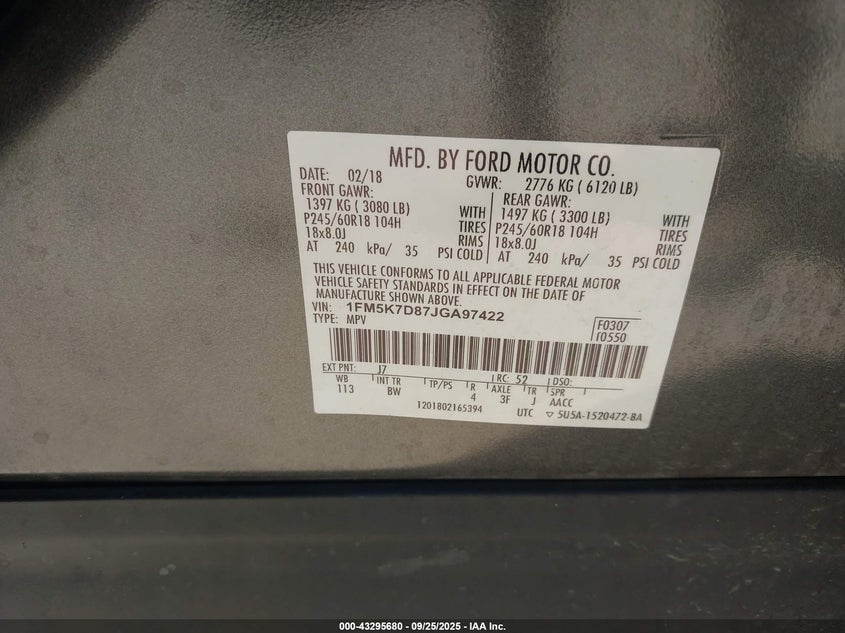 MFD. BY FORD MOTOR CO.
DATE: 02/18 GVWR: 2776 KG ( 6120 LB)
FRONT GAWR: REAR GAWR:
1397 KG ( 3080 LB) WITH 1497 KG ( 3300 LB) WITH
P245/60R18 104H TIRES P245/60R18 104H TIRES
18x8.0J RIMS 18x8.0J RIMS
AT 240 kPa/ 35 PSI COLD AT 240 kPa/ 35 PSI COLD
THIS VEHICLE CONFORMS TO ALL APPLICABLE FEDERAL MOTOR
VEHICLE SAFETY STANDARDS IN EFFECT ON THE DATE OF
MANUFACTURE SHOWN ABOVE.
VIN: 1FM5K7D87JGA97422
TYPE: MPV
F0307
T0550
EXT PNT: J7 RC: 52 DSO:
WB INT TR TP/PS R AXLE TR SPR
113 BW 4 3F J AACC
1201802165394 UTC ▽ 5U5A-1520472-BA
000-43295680 - 09/25/2025 - IAA Inc.